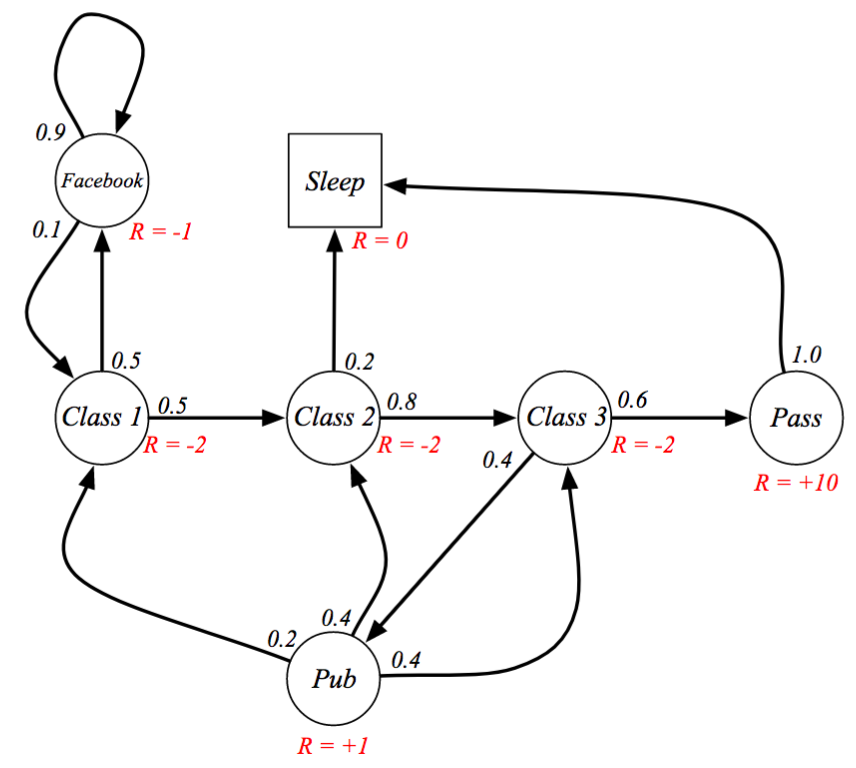 0.9
Facebook
Sleep
0.1
R = -1
R = 0
0.5
0.2
1.0
Class 1
0.5
Class 2
0.8
Class 3
0.6
Pass
R = -2
R = -2
R = -2
0.4
R = +10
0.4
0.2
0.4
Pub
R = +1